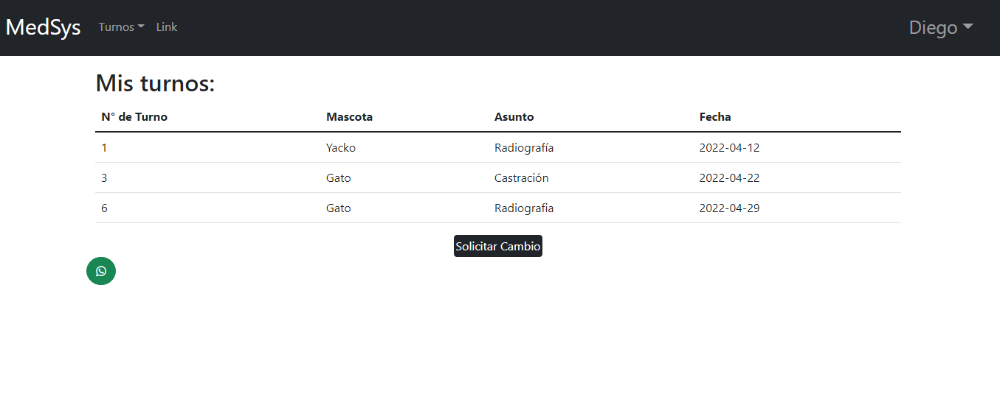 MedSys Turnos Link Diego
Mis turnos:
N° de Turno Mascota Asunto Fecha
1 Yacko Radiografía 2022-04-12
3 Gato Castración 2022-04-22
6 Gato Radiografia 2022-04-29
Solicitar Cambio